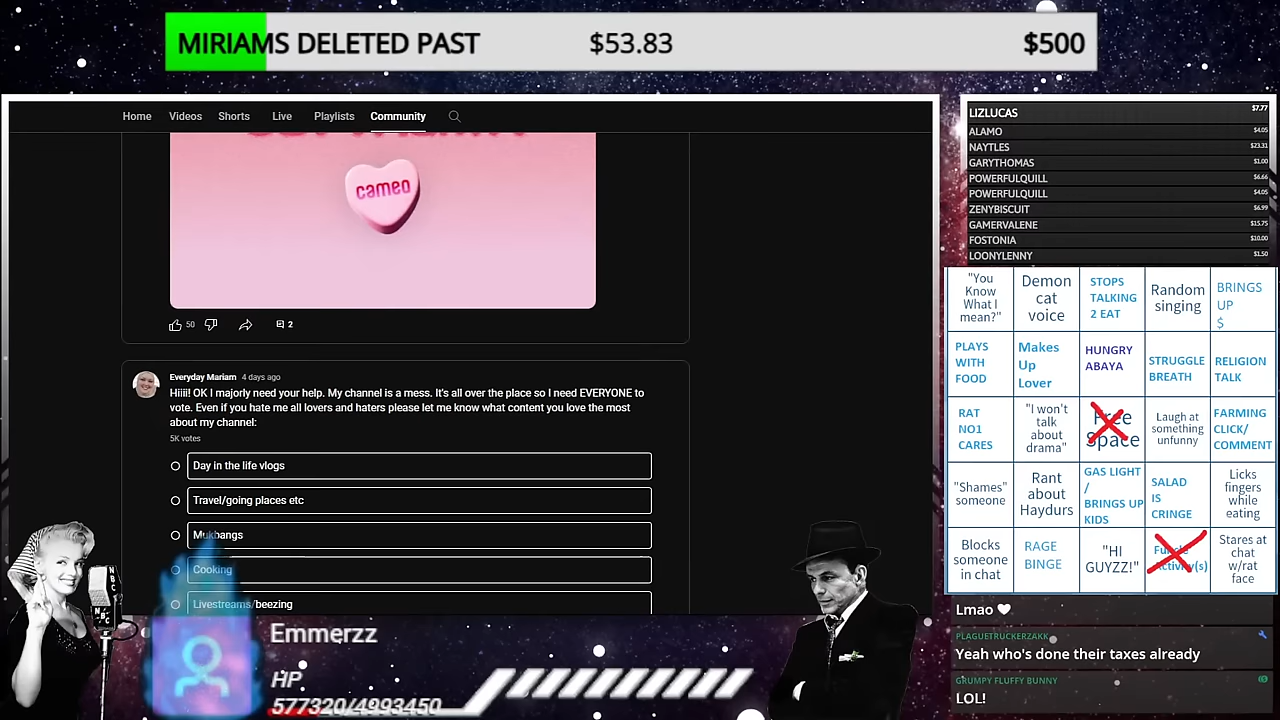 MIRIAMS DELETED PAST $53.83 $500
Home Videos Shorts Live Playlists Community
cameo
50 2
Everyday Mariam 4 days ago
Hiiii! OK I majorly need your help. My channel is a mess. It's all over the place so I need EVERYONE to
vote. Even if you hate me all lovers and haters please let me know what content you love the most
about my channel:
5K votes
Day in the life vlogs
Travel/going places etc
Mukbangs
Cooking
Livestreams/beezing
NBC
NBC
Emmerzz
HP
577320/4993450
LIZLUCAS $7.77
ALAMO $4.05
NAYTLES $23.31
GARYTHOMAS $1.00
POWERFULQUILL $6.66
POWERFULQUILL $4.05
ZENYBISCUIT $6.99
GAMERVALENE $15.75
FOSTONIA $10.00
LOONYLENNY $1.50
"You
Know
What I
mean?"
Demon
cat
voice
STOPS
TALKING
2 EAT
Random
singing
BRINGS
UP
$
PLAYS
WITH
FOOD
Makes
Up
Lover
HUNGRY
ABAYA
STRUGGLE
BREATH
RELIGION
TALK
RAT
NO1
CARES
"I won't
talk
about
drama"
Free
Space
Laugh at
something
unfunny
FARMING
CLICK/
COMMENT
"Shames"
someone
Rant
about
Haydurs
GAS LIGHT
/
BRINGS UP
KIDS
SALAD
IS
CRINGE
Licks
fingers
while
eating
Blocks
someone
in chat
RAGE
BINGE
"HI
GUYZZ!"
Activity(s)
Stares at
chat
w/rat
face
Lmao
PLAGUETRUCKERZAKK
Yeah who's done their taxes already
GRUMPY FLUFFY BUNNY
LOL!